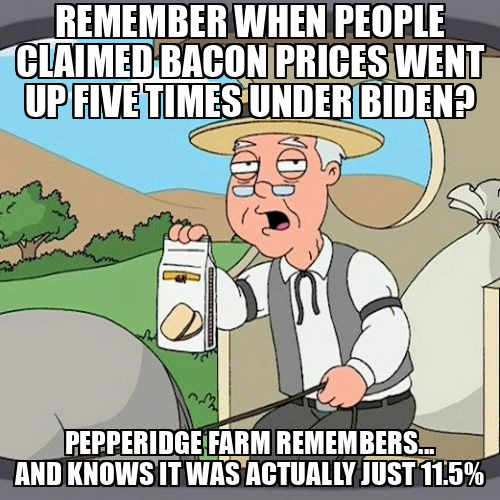 REMEMBER WHEN PEOPLE
CLAIMED BACON PRICES WENT
UP FIVE TIMES UNDER BIDEN?
PEPPERIDGE FARM REMEMBERS...
AND KNOWS IT WAS ACTUALLY JUST 11.5%